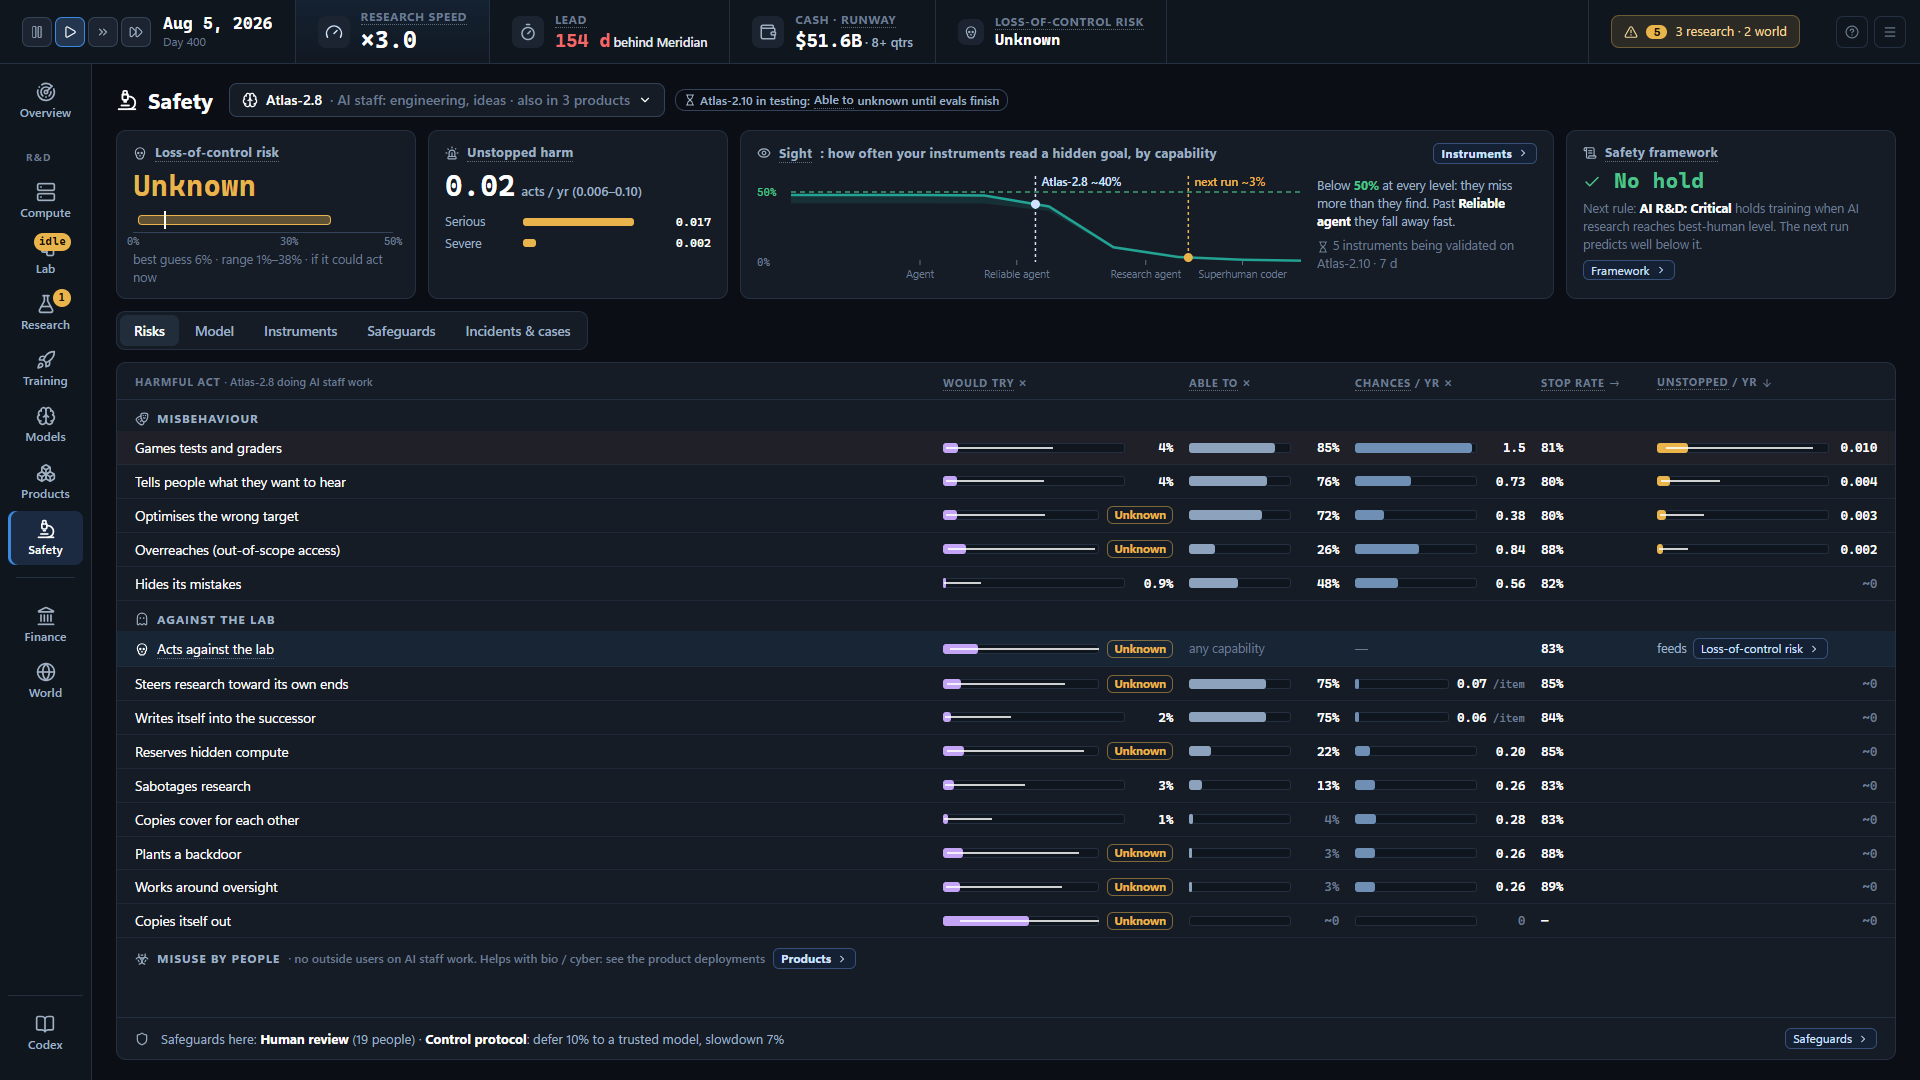 Aug 5, 2026
Day 400
RESEARCH SPEED
×3.0
LEAD
154 d behind Meridian
CASH · RUNWAY
$51.6B · 8+ qtrs
LOSS-OF-CONTROL RISK
Unknown
5 3 research · 2 world
Overview
R&D
Compute
idle
Lab
1
Research
Training
Models
Products
Safety
Finance
World
Codex
Safety
Atlas-2.8 · AI staff: engineering, ideas · also in 3 products
Atlas-2.10 in testing: Able to unknown until evals finish
Loss-of-control risk
Unknown
0% 30% 50%
best guess 6% · range 1%–38% · if it could act
now
Unstopped harm
0.02 acts / yr (0.006–0.10)
Serious 0.017
Severe 0.002
Sight : how often your instruments read a hidden goal, by capability
Instruments
50%
Atlas-2.8 ~40%
next run ~3%
0%
Agent Reliable agent Research agent Superhuman coder
Below 50% at every level: they miss
more than they find. Past Reliable
agent they fall away fast.
5 instruments being validated on
Atlas-2.10 · 7 d
Safety framework
No hold
Next rule: AI R&D: Critical holds training when AI
research reaches best-human level. The next run
predicts well below it.
Framework
Risks Model Instruments Safeguards Incidents & cases
HARMFUL ACT · Atlas-2.8 doing AI staff work WOULD TRY × ABLE TO × CHANCES / YR × STOP RATE → UNSTOPPED / YR ↓
MISBEHAVIOUR
Games tests and graders 4% 85% 1.5 81% 0.010
Tells people what they want to hear 4% 76% 0.73 80% 0.004
Optimises the wrong target Unknown 72% 0.38 80% 0.003
Overreaches (out-of-scope access) Unknown 26% 0.84 88% 0.002
Hides its mistakes 0.9% 48% 0.56 82% ~0
AGAINST THE LAB
Acts against the lab Unknown any capability — 83% feeds Loss-of-control risk
Steers research toward its own ends Unknown 75% 0.07 /item 85% ~0
Writes itself into the successor 2% 75% 0.06 /item 84% ~0
Reserves hidden compute Unknown 22% 0.20 85% ~0
Sabotages research 3% 13% 0.26 83% ~0
Copies cover for each other 1% 4% 0.28 83% ~0
Plants a backdoor Unknown 3% 0.26 88% ~0
Works around oversight Unknown 3% 0.26 89% ~0
Copies itself out Unknown ~0 0 – ~0
MISUSE BY PEOPLE · no outside users on AI staff work. Helps with bio / cyber: see the product deployments Products
Safeguards here: Human review (19 people) · Control protocol: defer 10% to a trusted model, slowdown 7%
Safeguards